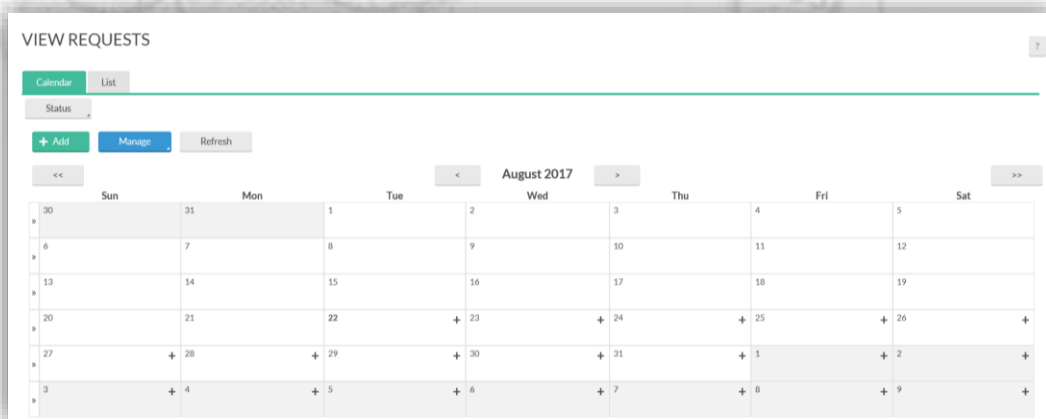 VIEW REQUESTS
?
Calendar List
Status
+ Add Manage Refresh
<< < August 2017 > >>
Sun Mon Tue Wed Thu Fri Sat
» 30 31 1 2 3 4 5
» 6 7 8 9 10 11 12
» 13 14 15 16 17 18 19
» 20 21 22 + 23 + 24 + 25 + 26 +
» 27 + 28 + 29 + 30 + 31 + 1 + 2 +
» 3 + 4 + 5 + 6 + 7 + 8 + 9 +